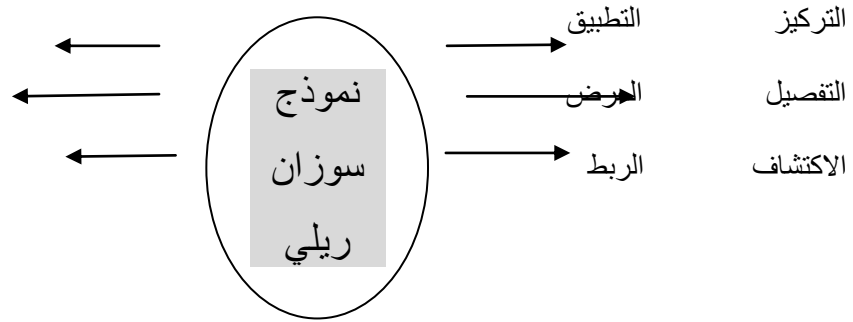 التركيز التطبيق
التفصيل العرض
الاكتشاف الربط
نموذج
سوزان
ريلي